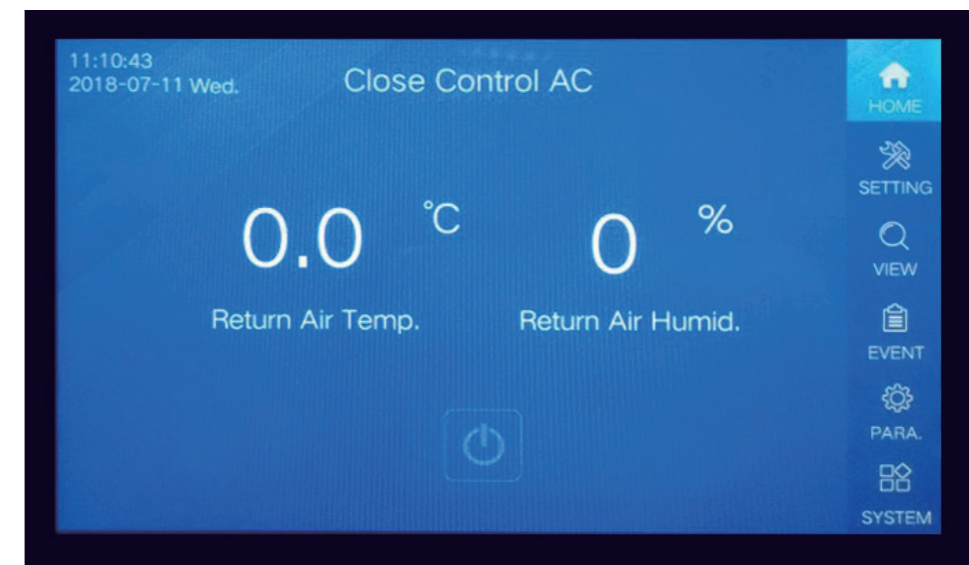 11:10:43
2018-07-11 Wed.
Close Control AC
0.0 ℃
0 %
Return Air Temp.
Return Air Humid.
HOME
SETTING
VIEW
EVENT
PARA.
SYSTEM